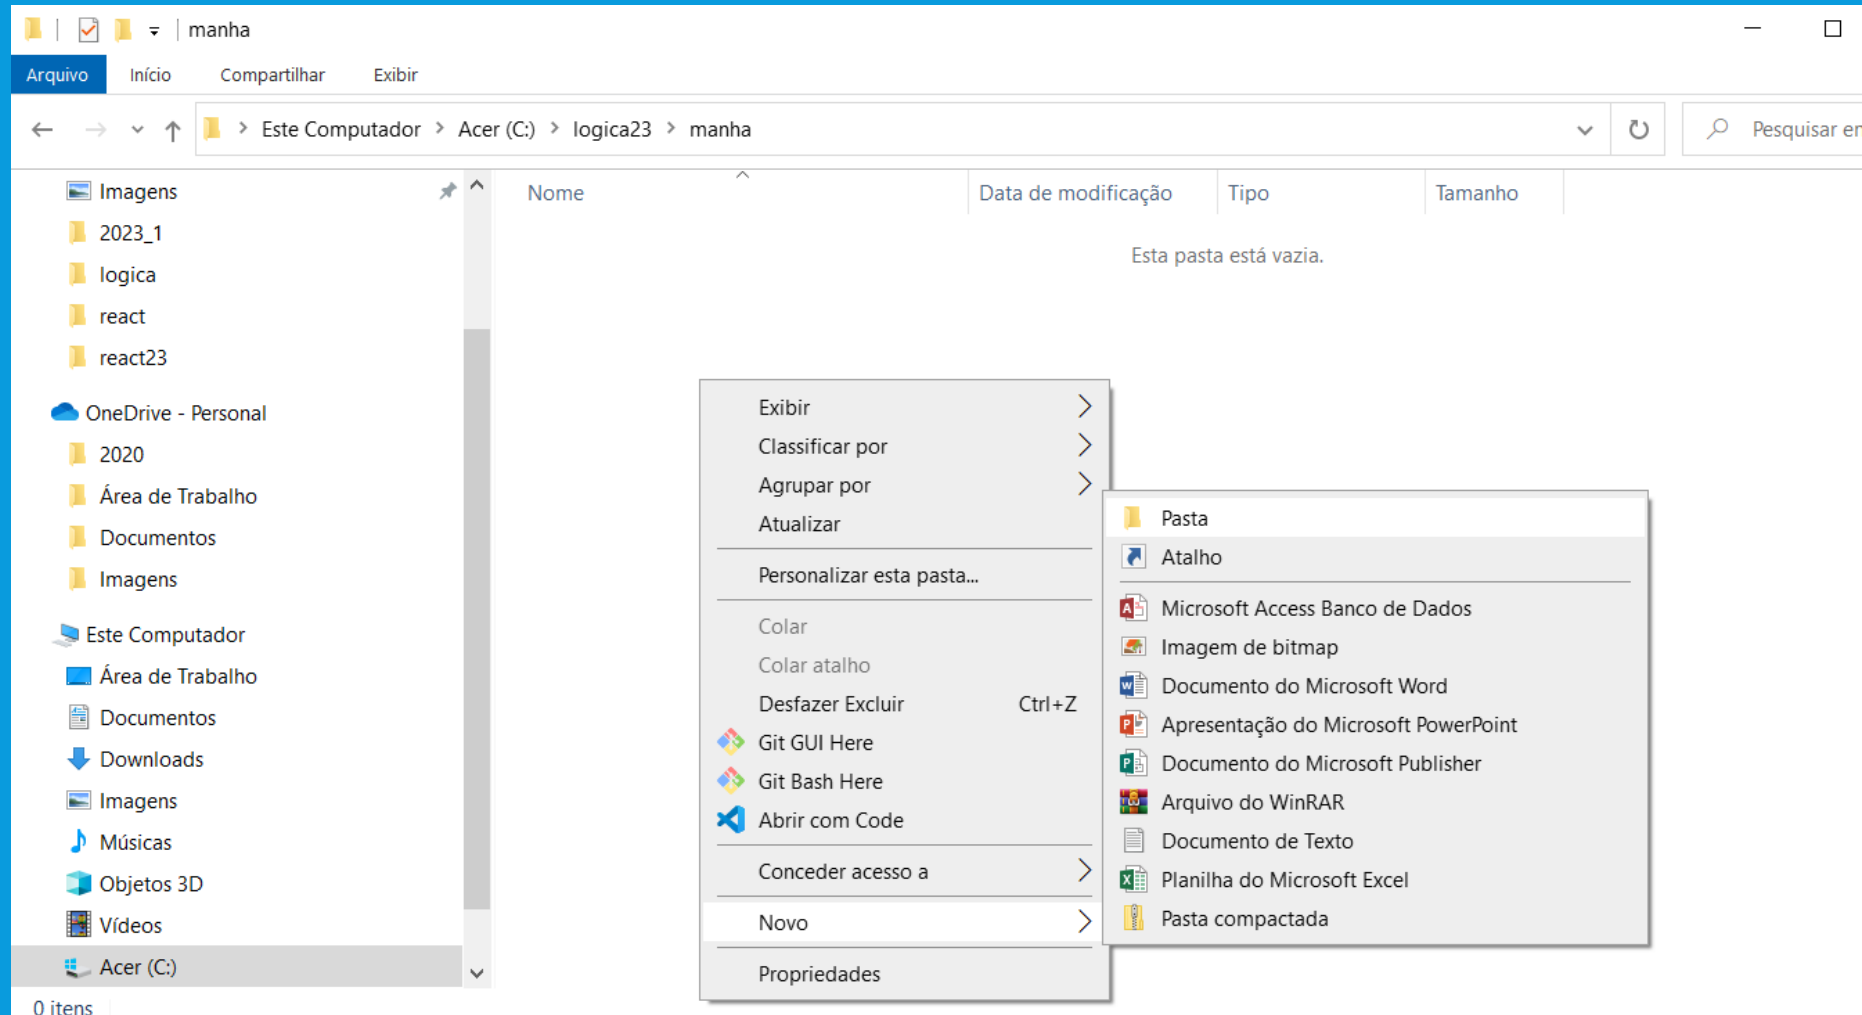 manha
Arquivo Início Compartilhar Exibir
Este Computador > Acer (C:) > logica23 > manha
Pesquisar em
Nome Data de modificação Tipo Tamanho
Esta pasta está vazia.
Imagens
2023_1
logica
react
react23
OneDrive - Personal
2020
Área de Trabalho
Documentos
Imagens
Este Computador
Área de Trabalho
Documentos
Downloads
Imagens
Músicas
Objetos 3D
Vídeos
Acer (C:)
0 itens
Exibir
Classificar por
Agrupar por
Atualizar
Personalizar esta pasta...
Colar
Colar atalho
Desfazer Excluir Ctrl+Z
Git GUI Here
Git Bash Here
Abrir com Code
Conceder acesso a
Novo
Propriedades
Pasta
Atalho
Microsoft Access Banco de Dados
Imagem de bitmap
Documento do Microsoft Word
Apresentação do Microsoft PowerPoint
Documento do Microsoft Publisher
Arquivo do WinRAR
Documento de Texto
Planilha do Microsoft Excel
Pasta compactada